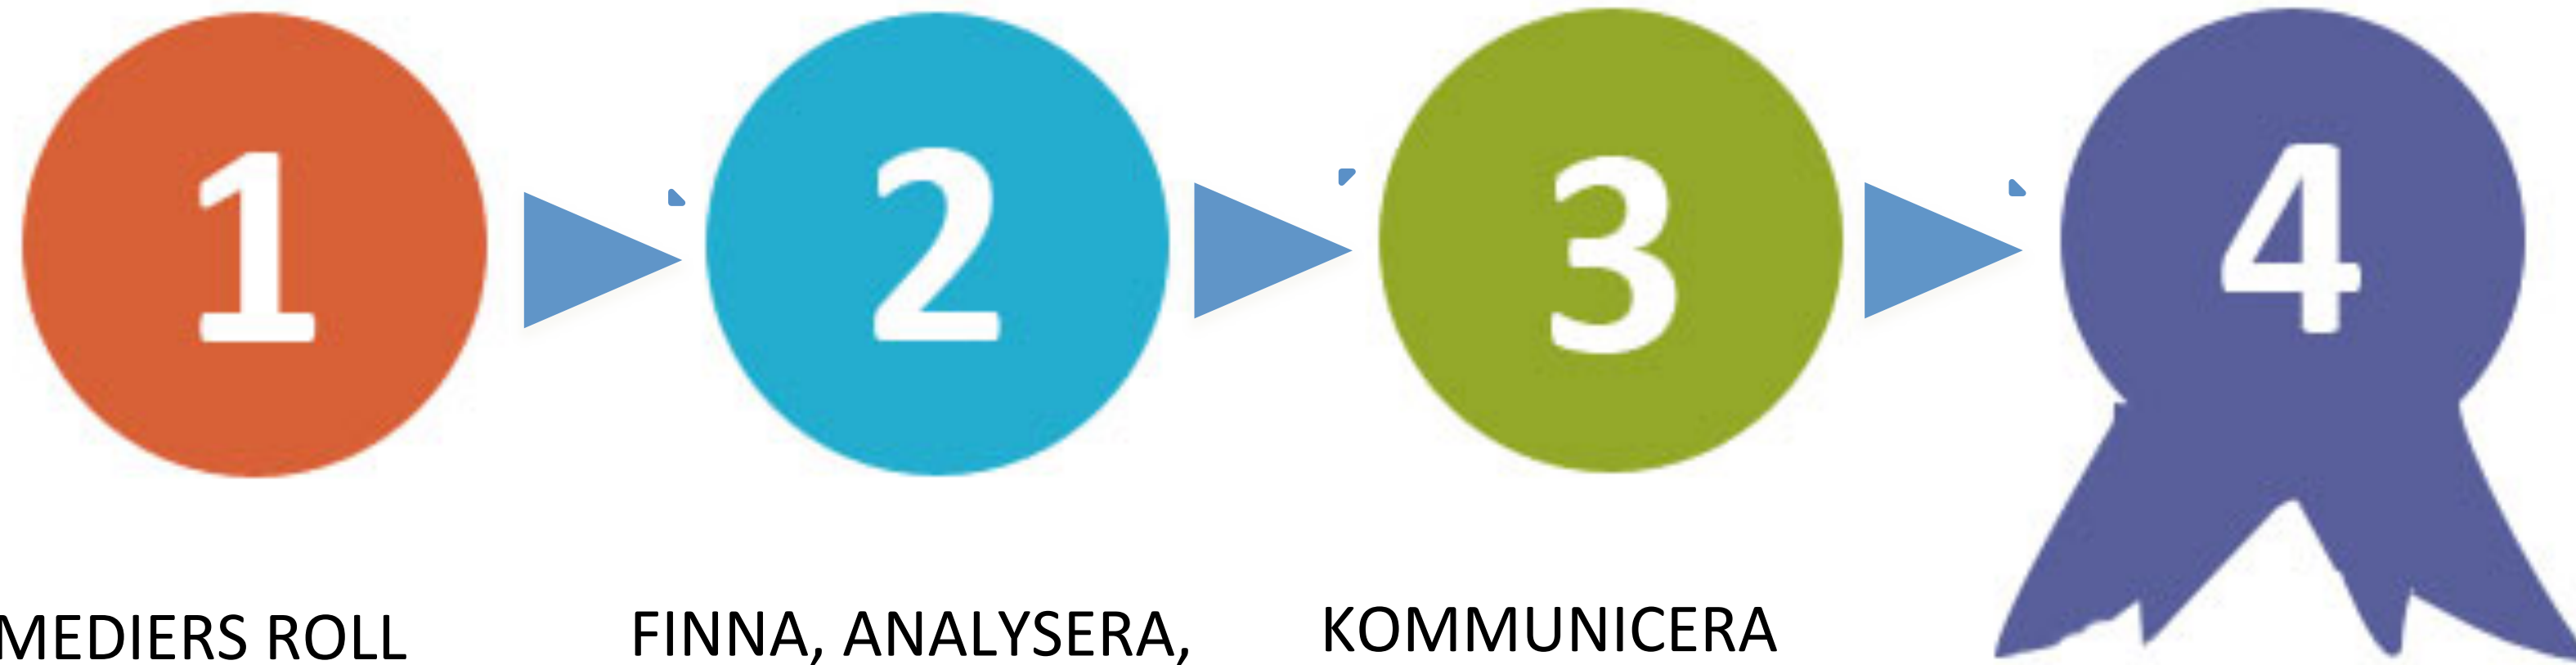 1
2
3
4
MEDIERS ROLL
FINNA, ANALYSERA,
KOMMUNICERA